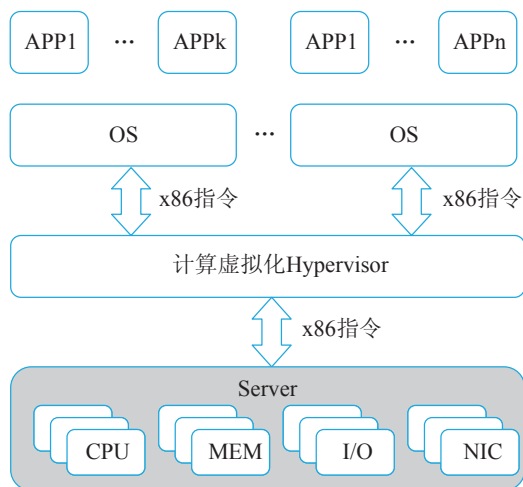 APP1 … APPk APP1 … APPn
OS … OS
x86指令 x86指令
计算虚拟化Hypervisor
x86指令
Server
CPU MEM I/O NIC